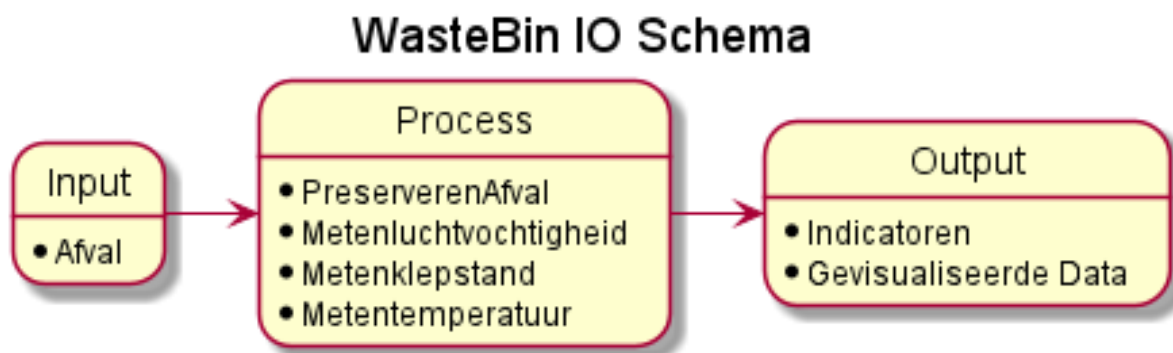 WasteBin IO Schema
Input
• Afval
Process
• PreserverenAfval
• Metenluchtvochtigheid
• Metenklepstand
• Metentemperatuur
Output
• Indicatoren
• Gevisualiseerde Data